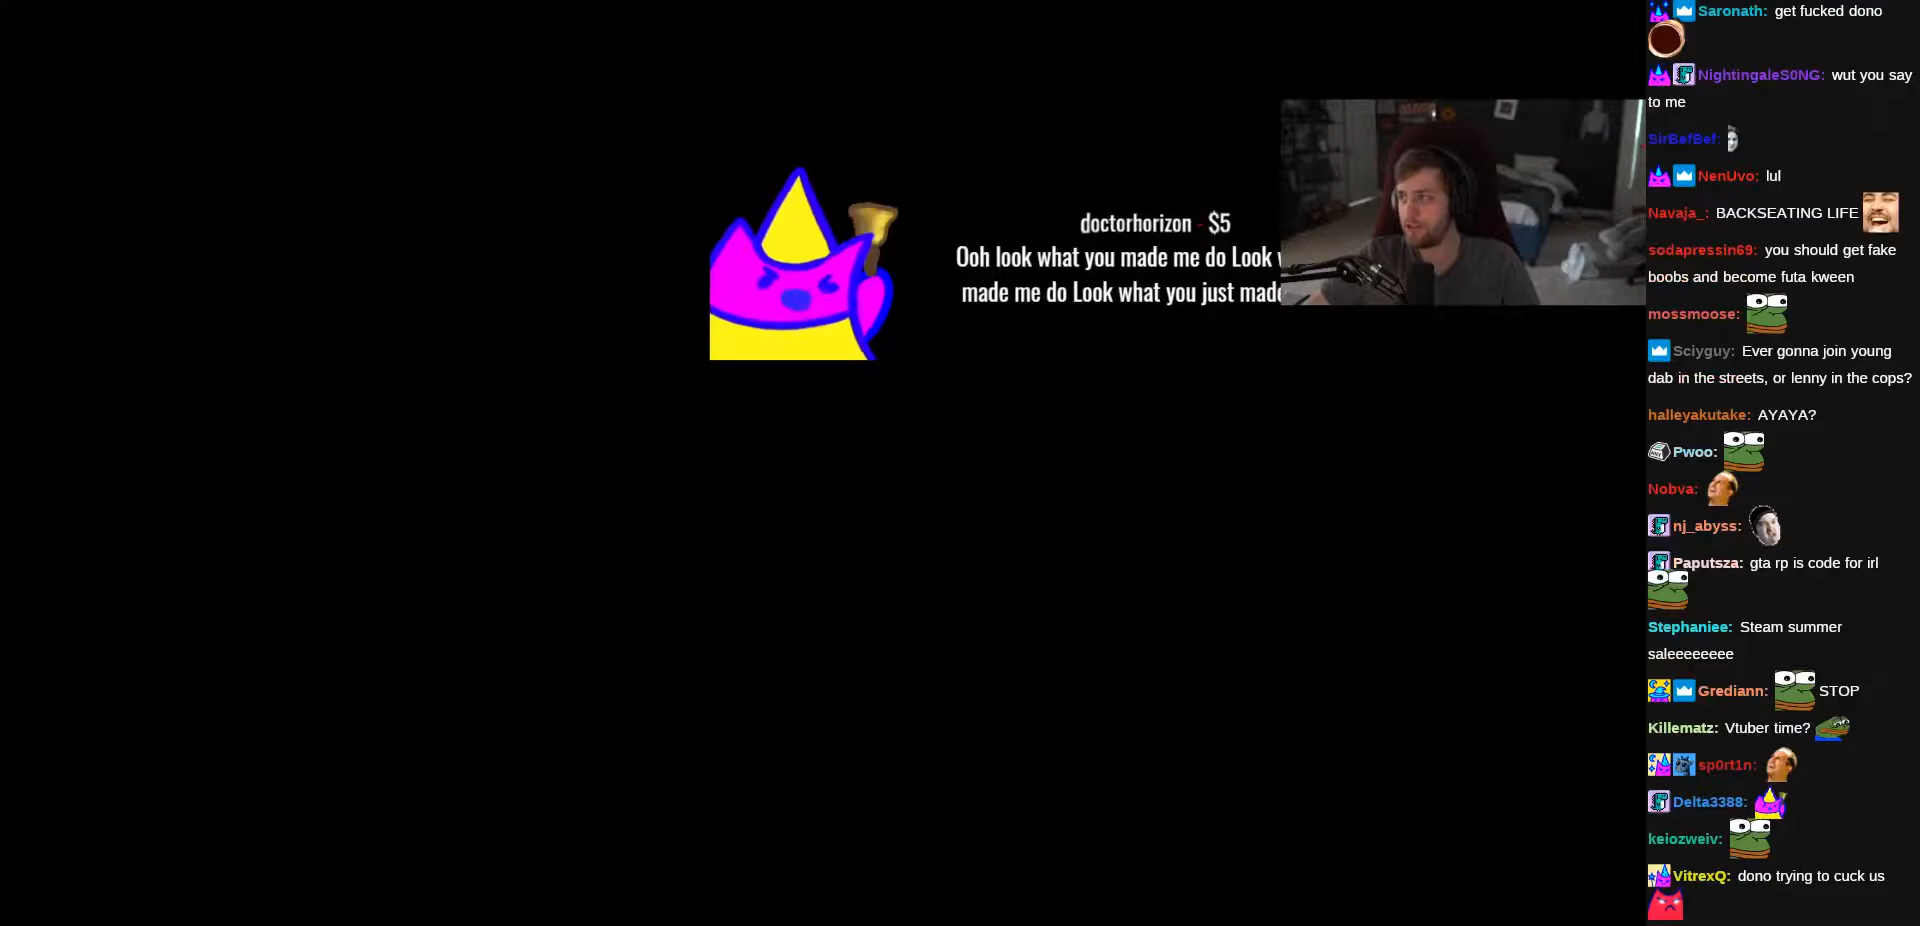 doctorhorizon - $5
Ooh look what you made me do Look
made me do Look what you just made
Saronath: get fucked dono
NightingaleS0NG: wut you say
to me
SirBefBef:
NenUvo: lul
Navaja_: BACKSEATING LIFE
sodapressin69: you should get fake
boobs and become futa kween
mossmoose:
Sciyguy: Ever gonna join young
dab in the streets, or lenny in the cops?
halleyakutake: AYAYA?
Pwoo:
Nobva:
nj_abyss:
Paputsza: gta rp is code for irl
Stephaniee: Steam summer
saleeeeeeee
Grediann: STOP
Killematz: Vtuber time?
sp0rt1n:
Delta3388:
keiozweiv:
VitrexQ: dono trying to cuck us